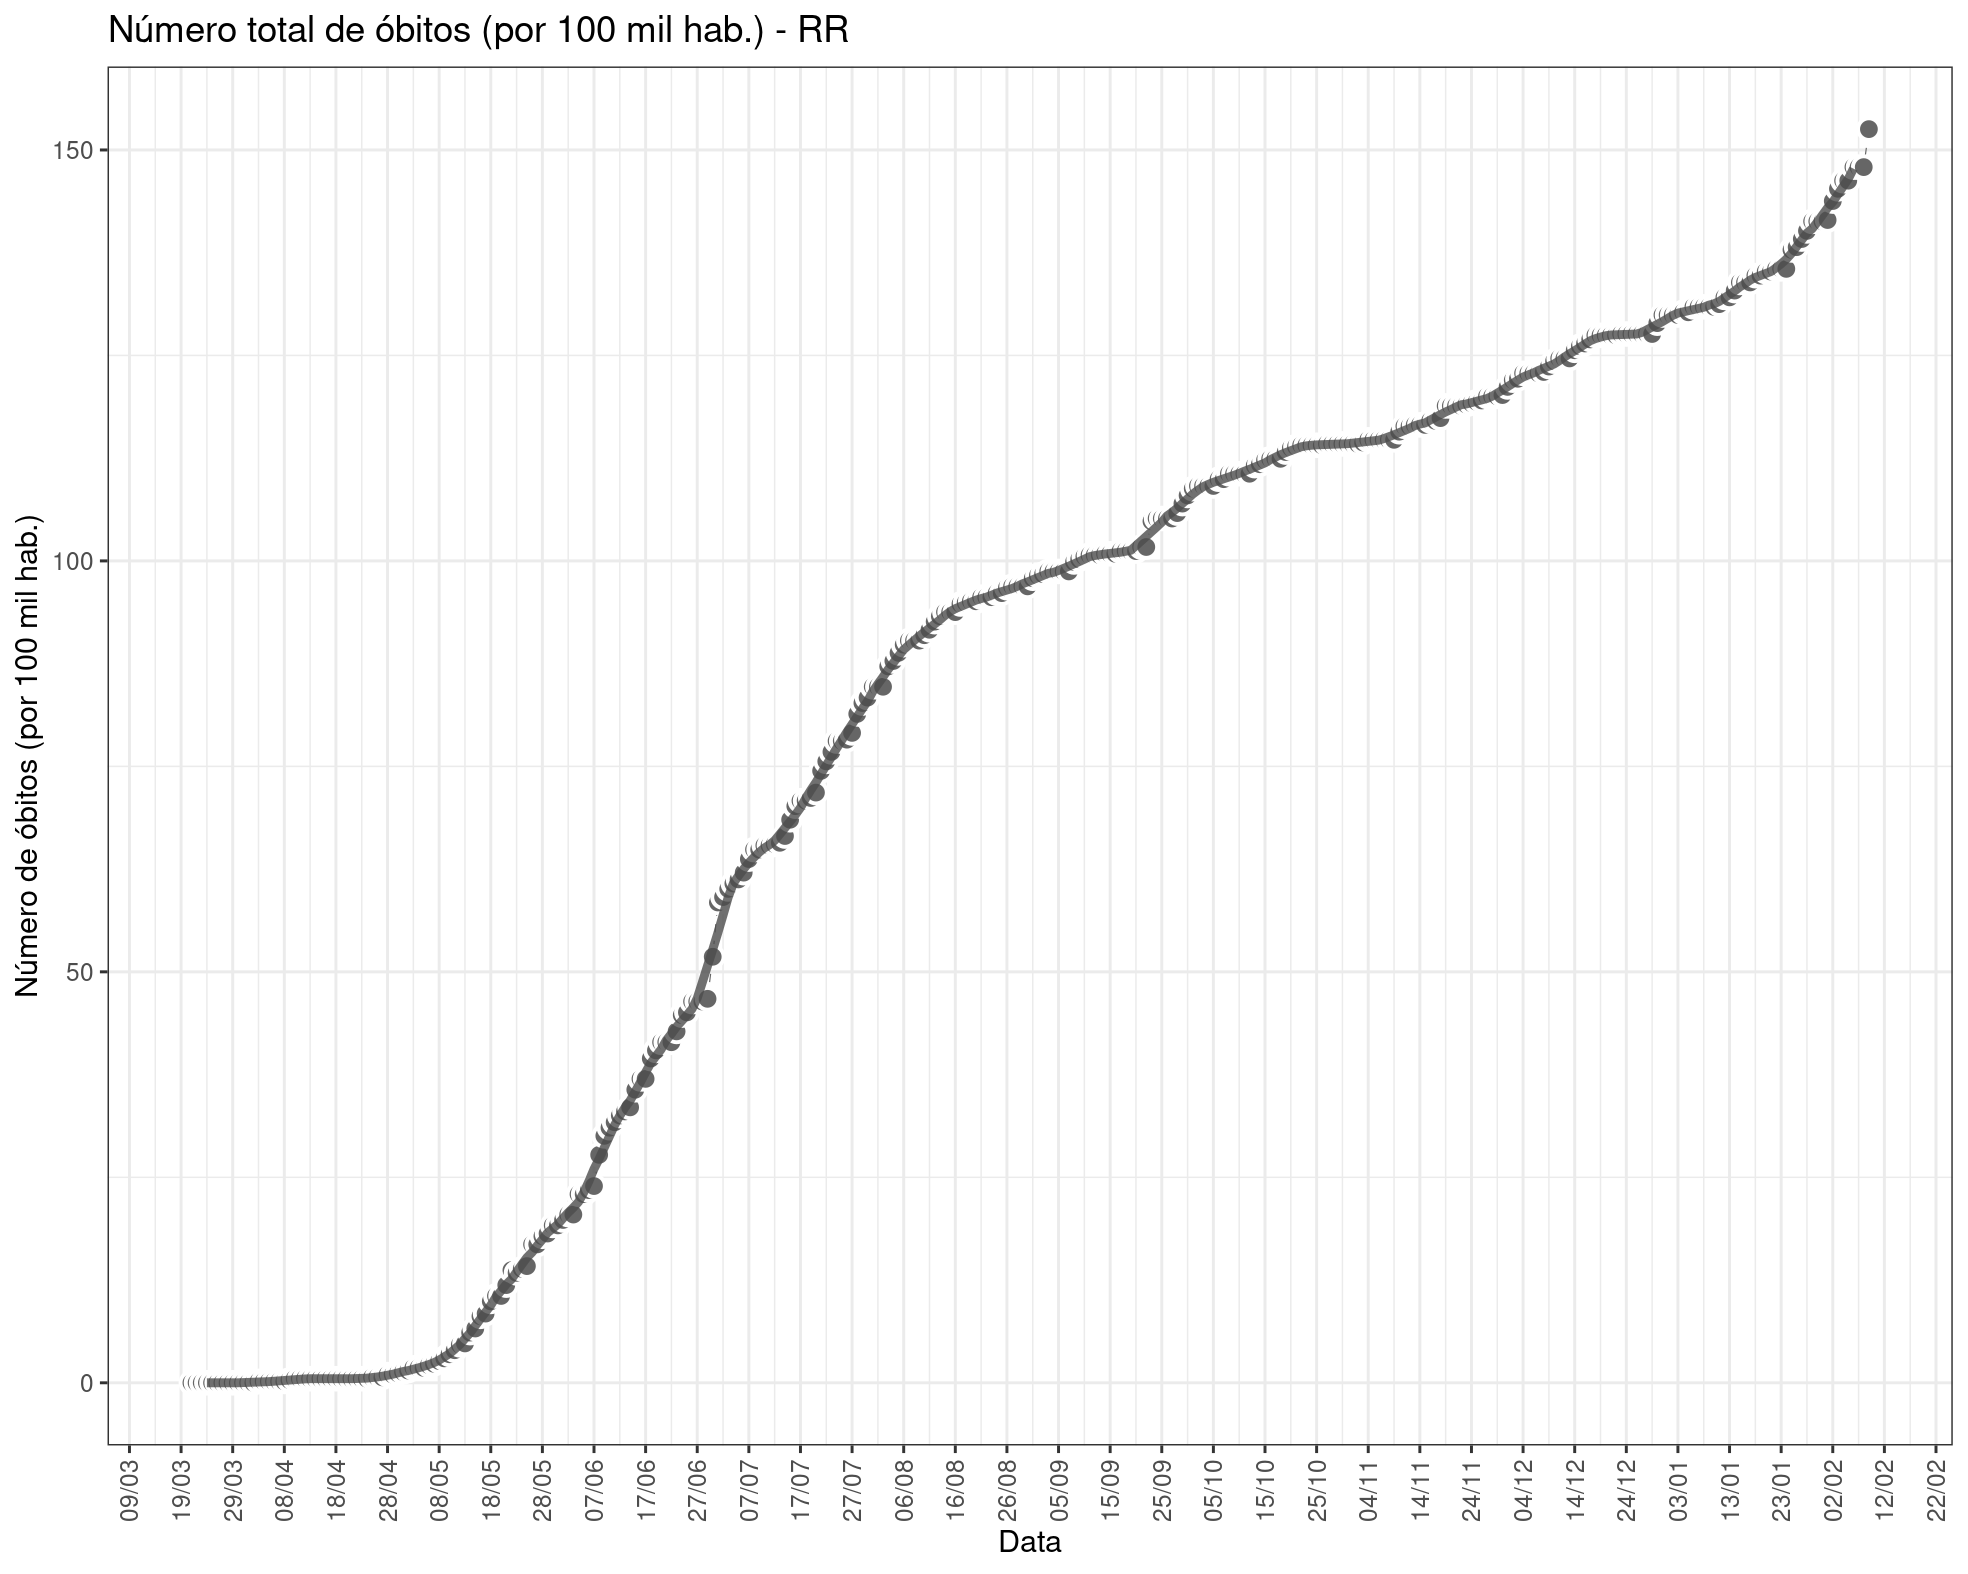 Número total de óbitos (por 100 mil hab.) - RR
Número de óbitos (por 100 mil hab.)
150
100
50
0
09/03 19/03 29/03 08/04 18/04 28/04 08/05 18/05 28/05 07/06 17/06 27/06 07/07 17/07 27/07 06/08 16/08 26/08 05/09 15/09 25/09 05/10 15/10 25/10 04/11 14/11 24/11 04/12 14/12 24/12 03/01 13/01 23/01 02/02 12/02 22/02
Data